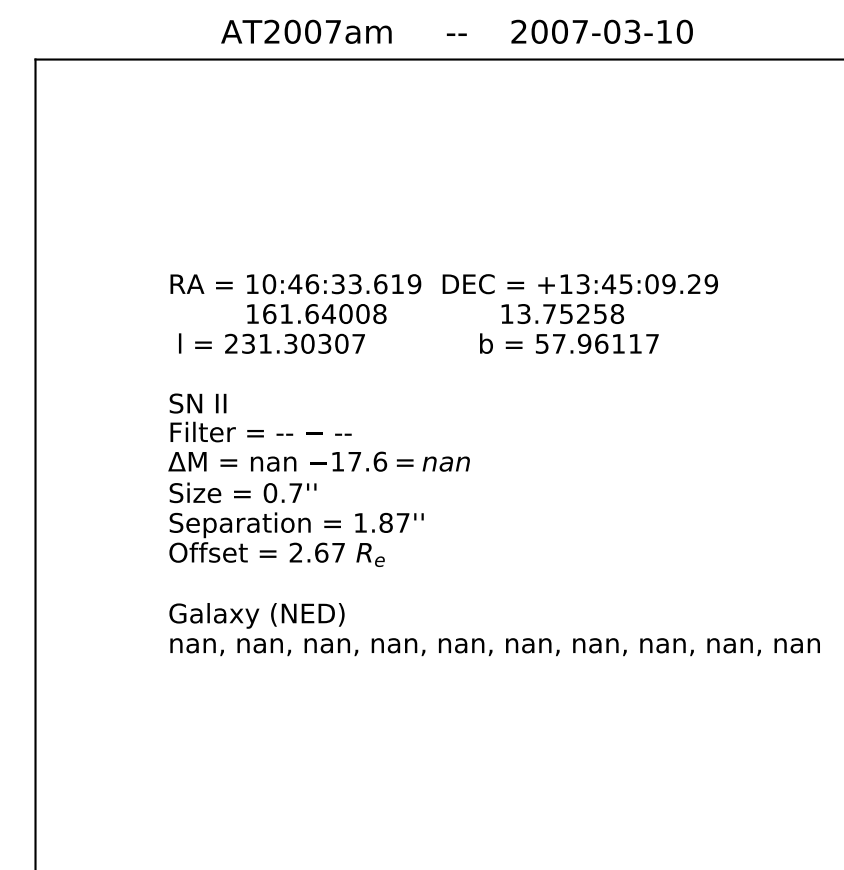 AT2007am -- 2007-03-10
RA = 10:46:33.619 DEC = +13:45:09.29
161.64008 13.75258
l = 231.30307 b = 57.96117
SN II
Filter = -- − --
ΔM = nan −17.6 = nan
Size = 0.7''
Separation = 1.87''
Offset = 2.67 Rₑ
Galaxy (NED)
nan, nan, nan, nan, nan, nan, nan, nan, nan, nan